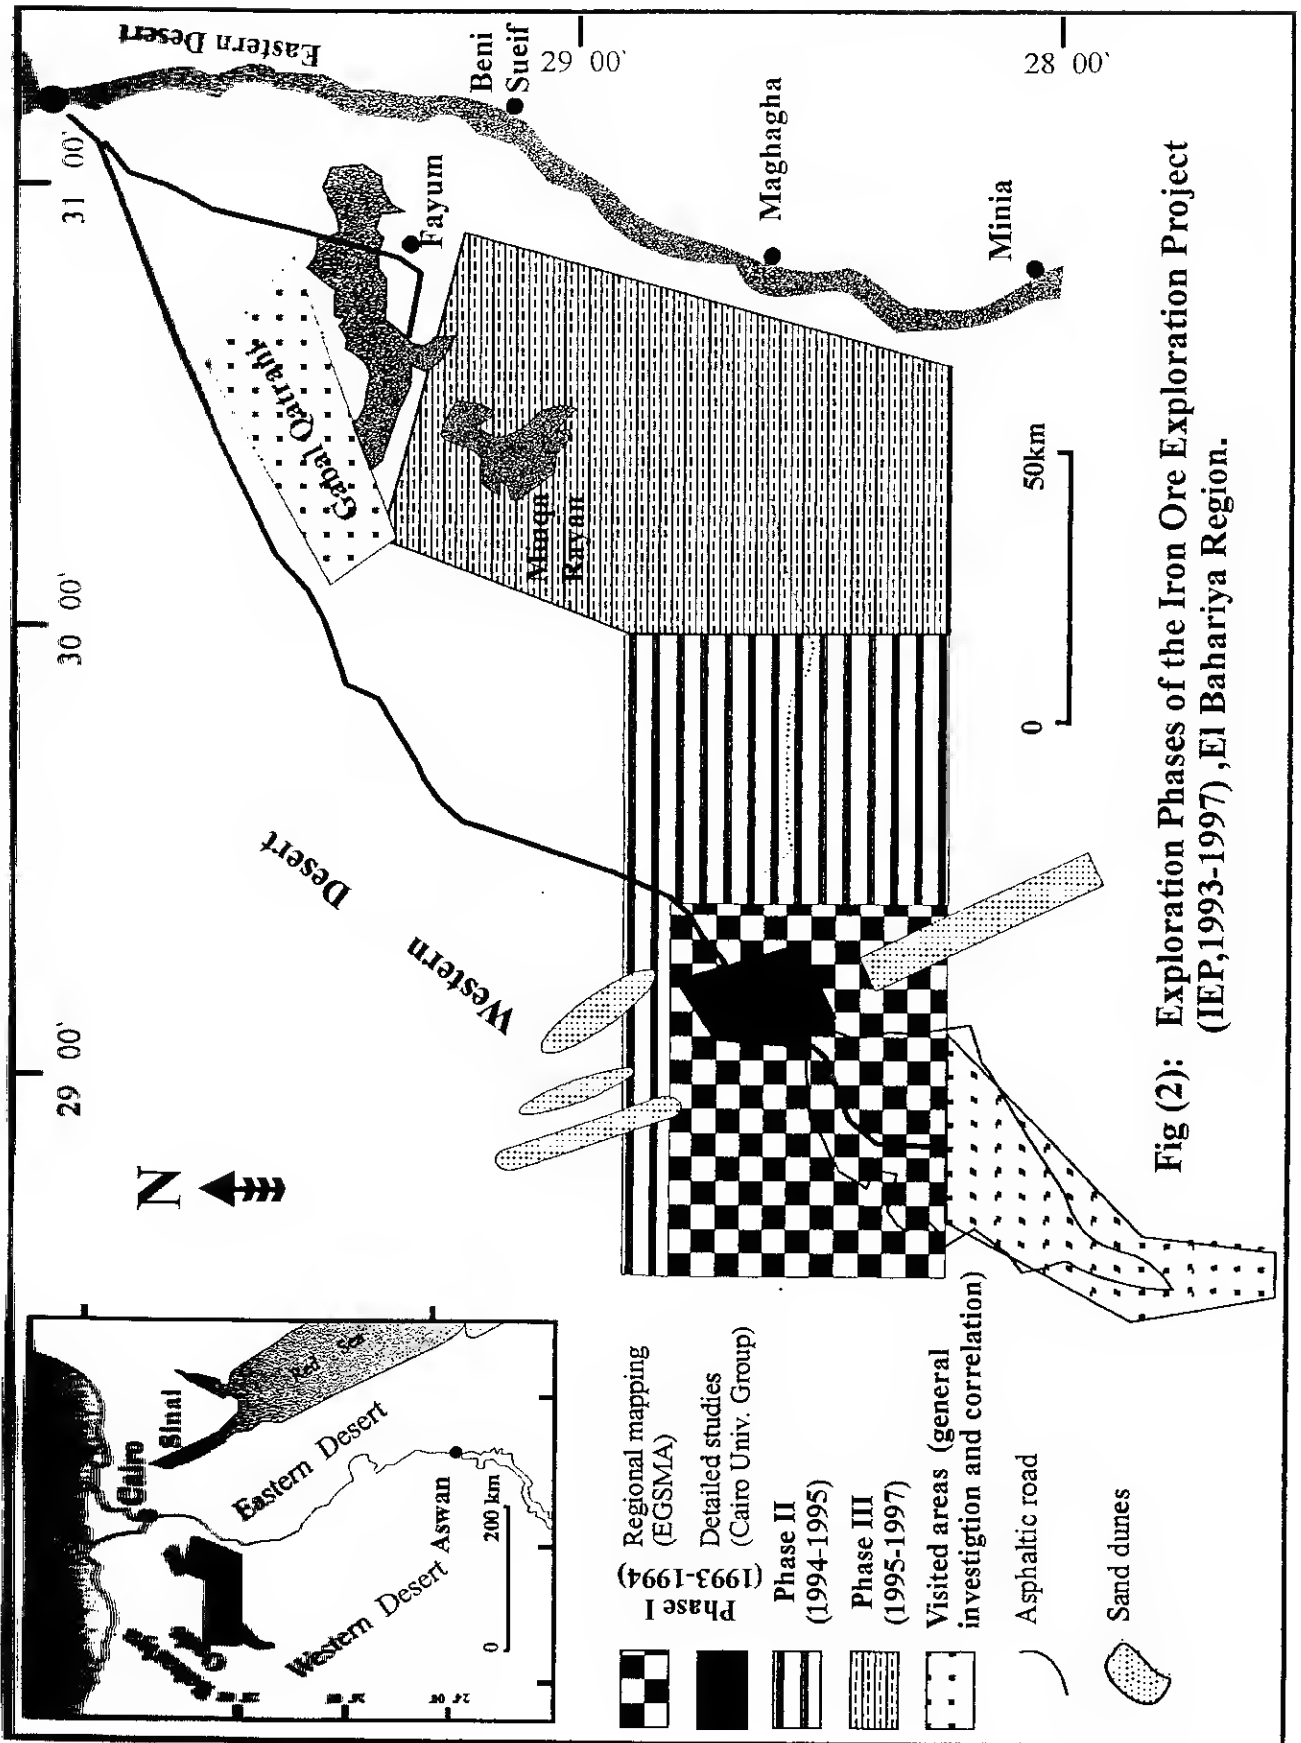 29 00'
30 00'
31 00'
N
Western
Desert
Eastern Desert
Gabal Qatrani
Fayum
Beni
Sueif
29 00'
Minqa
Rayan
Maghagha
Minia
28 00'
0
50km
Cairo
Sinai
Red Sea
Eastern Desert
Western Desert
Aswan
0
200 km
Phase I
(1993-1994)
Regional mapping
(EGSMA)
Detailed studies
(Cairo Univ. Group)
Phase II
(1994-1995)
Phase III
(1995-1997)
Visited areas (general
investigtion and correlation)
Asphaltic road
Sand dunes
Fig (2): Exploration Phases of the Iron Ore Exploration Project
(IEP,1993-1997) ,El Bahariya Region.